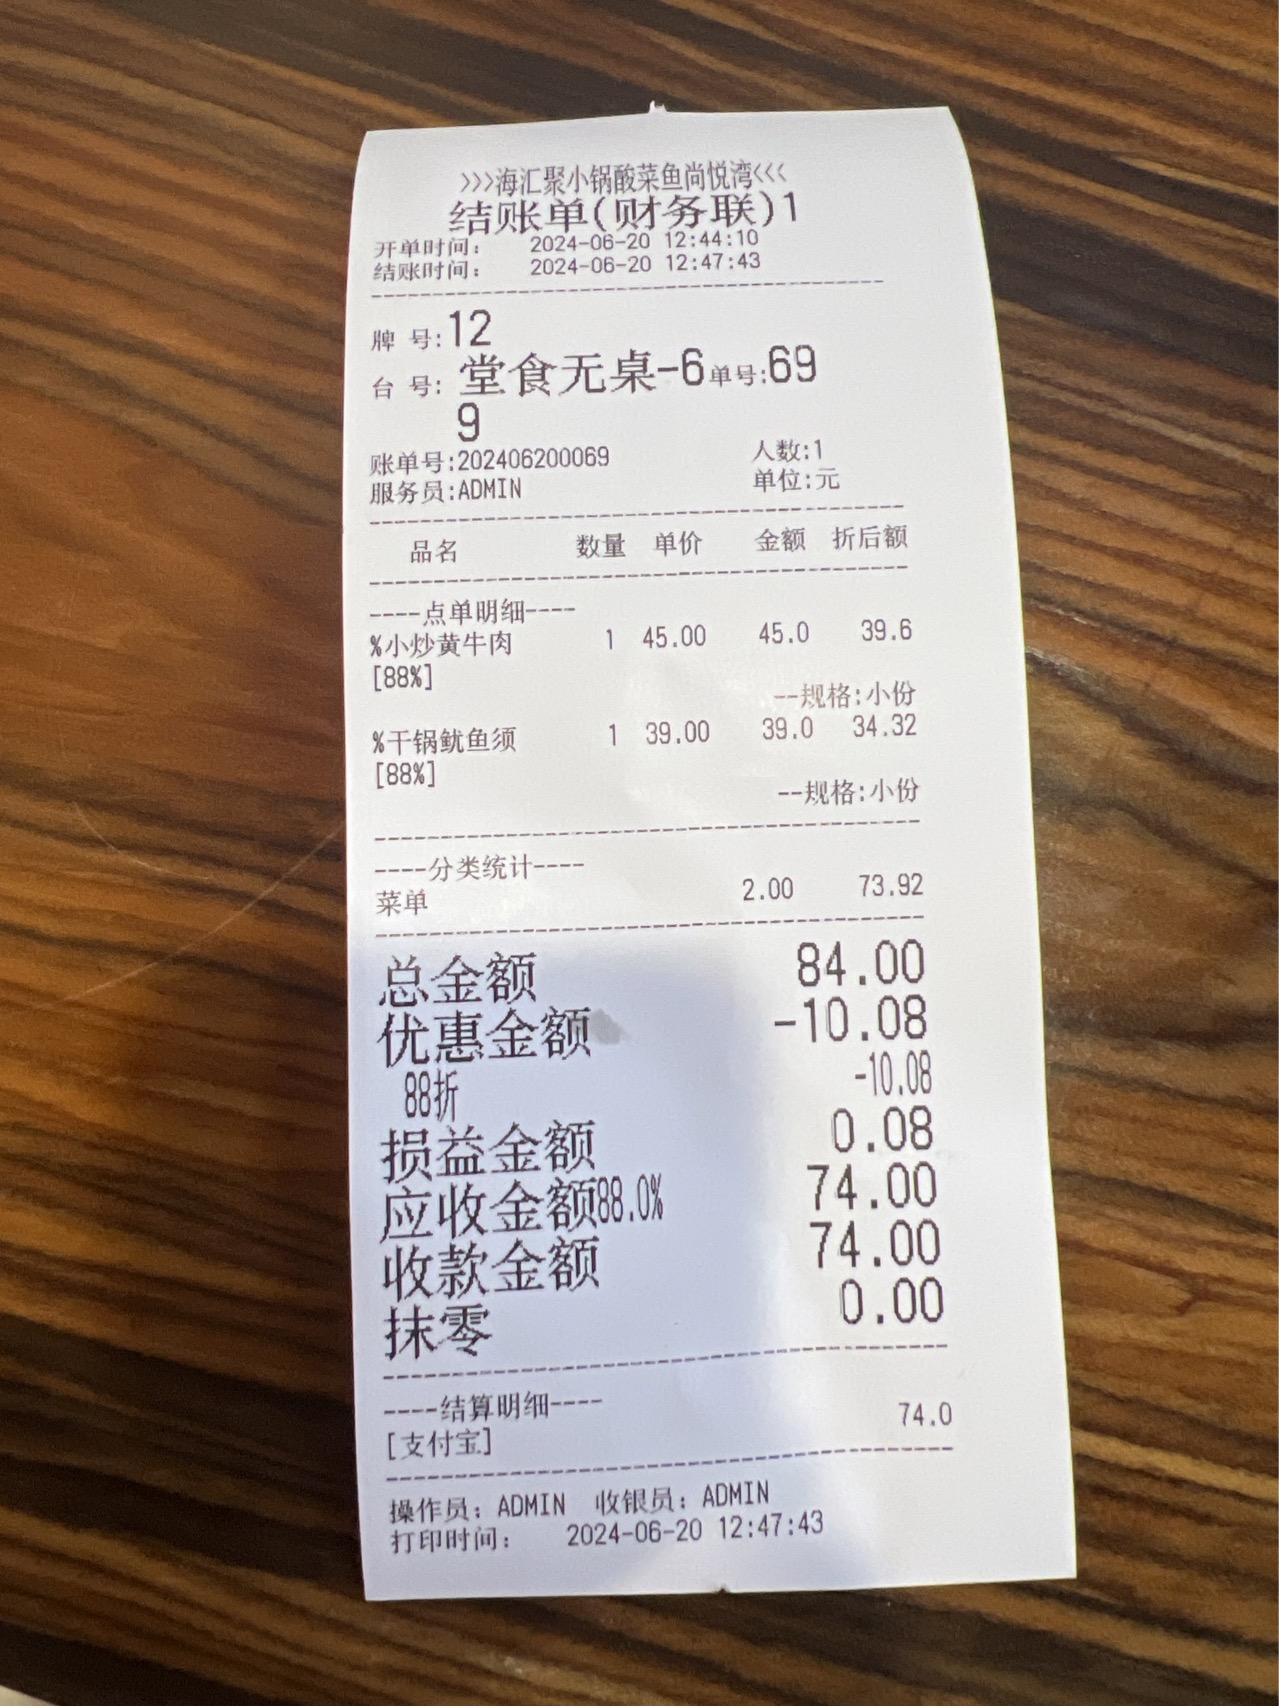 >>>海汇聚小锅酸菜鱼尚悦湾<<<
结账单(财务联)1
开单时间: 2024-06-20 12:44:10
结账时间: 2024-06-20 12:47:43
牌 号:12
台 号: 堂食无桌-6 单号:69
9
账单号:202406200069 人数:1
服务员:ADMIN 单位:元
品名 数量 单价 金额 折后额
----点单明细----
%小炒黄牛肉 1 45.00 45.0 39.6
[88%]
--规格:小份
%干锅鱿鱼须 1 39.00 39.0 34.32
[88%]
--规格:小份
----分类统计----
菜单 2.00 73.92
总金额 84.00
优惠金额 -10.08
88折 -10.08
损益金额 0.08
应收金额88.0% 74.00
收款金额 74.00
抹零 0.00
----结算明细----
[支付宝] 74.0
操作员: ADMIN 收银员: ADMIN
打印时间: 2024-06-20 12:47:43